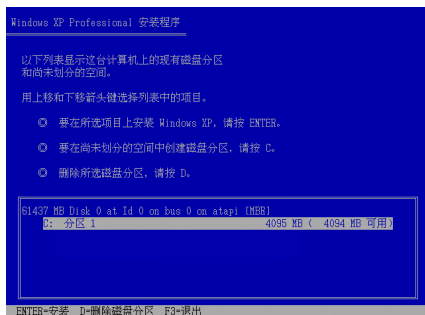 Windows XP Professional 安装程序
以下列表显示这台计算机上的现有磁盘分区
和尚未划分的空间。
用上移和下移箭头键选择列表中的项目。
◎ 要在所选项目上安装 Windows XP，请按 ENTER。
◎ 要在尚未划分的空间中创建磁盘分区，请按 C。
◎ 删除所选磁盘分区，请按 D。
61437 MB Disk 0 at Id 0 on bus 0 on atapi [MBR]
C: 分区 1 4095 MB ( 4094 MB 可用)
ENTER=安装 D=删除磁盘分区 F3=退出